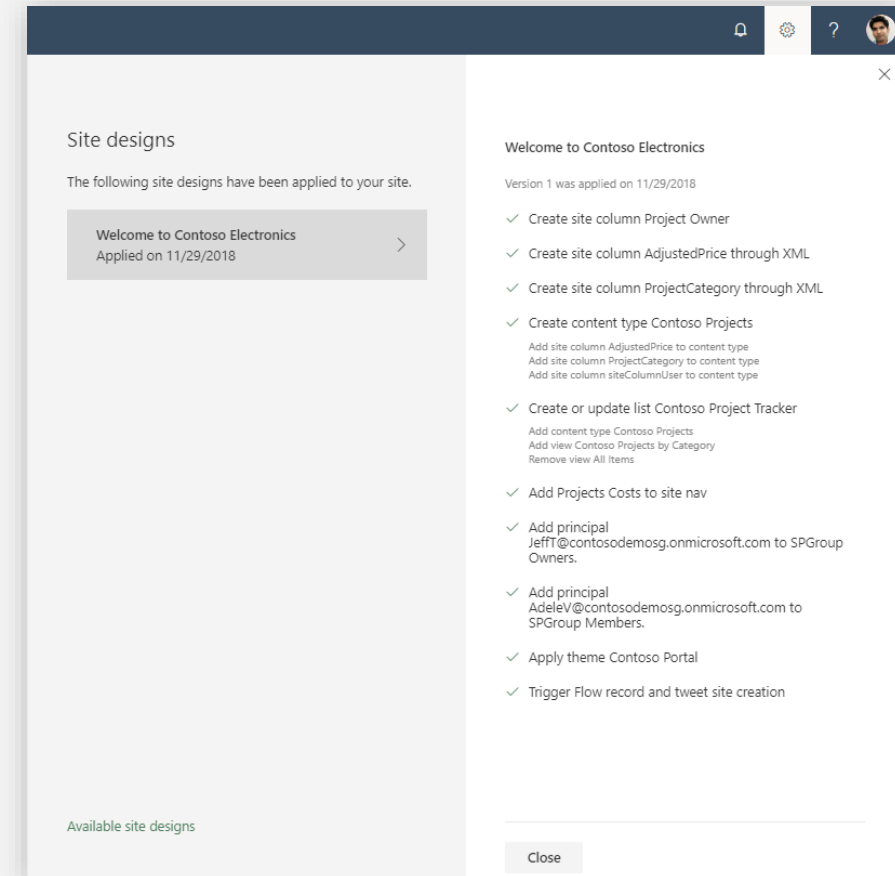 ?
Site designs
The following site designs have been applied to your site.
Welcome to Contoso Electronics
Applied on 11/29/2018
Available site designs
Welcome to Contoso Electronics
Version 1 was applied on 11/29/2018
Create site column Project Owner
Create site column AdjustedPrice through XML
Create site column ProjectCategory through XML
Create content type Contoso Projects
Add site column AdjustedPrice to content type
Add site column ProjectCategory to content type
Add site column siteColumnUser to content type
Create or update list Contoso Project Tracker
Add content type Contoso Projects
Add view Contoso Projects by Category
Remove view All Items
Add Projects Costs to site nav
Add principal
JeffT@contosodemosg.onmicrosoft.com to SPGroup
Owners.
Add principal
AdeleV@contosodemosg.onmicrosoft.com to
SPGroup Members.
Apply theme Contoso Portal
Trigger Flow record and tweet site creation
Close